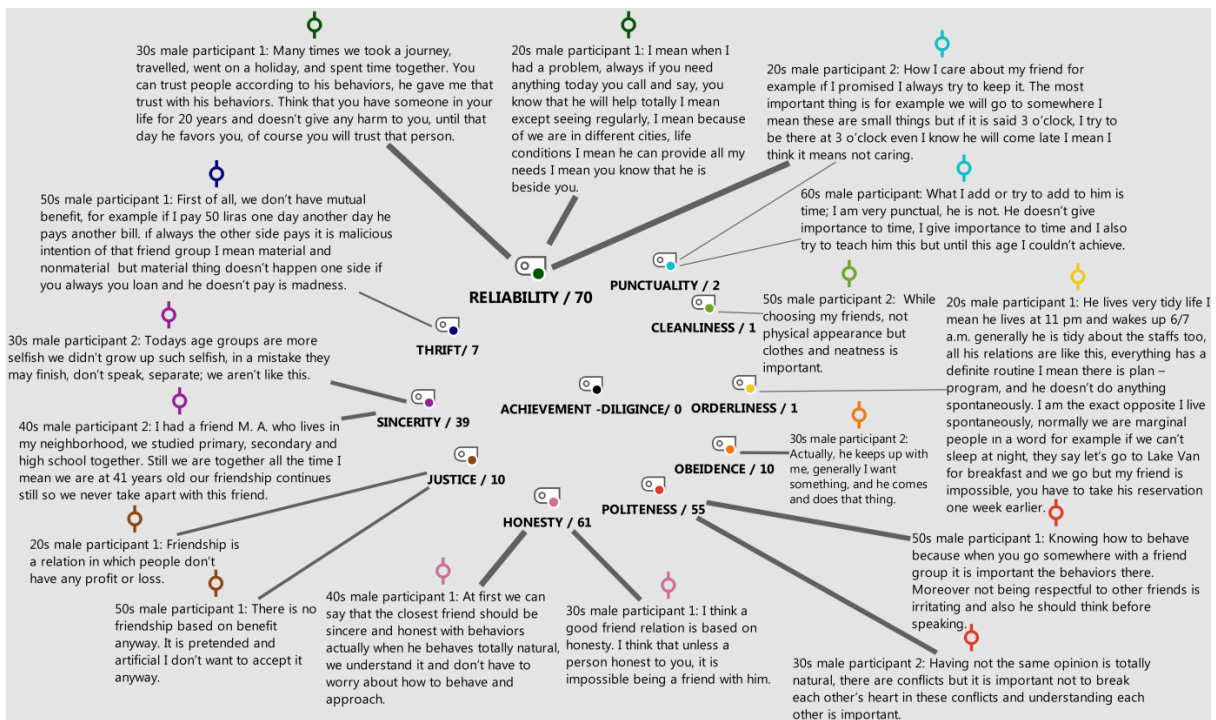 30s male participant 1: Many times we took a journey,
travelled, went on a holiday, and spent time together. You
can trust people according to his behaviors, he gave me that
trust with his behaviors. Think that you have someone in your
life for 20 years and doesn't give any harm to you, until that
day he favors you, of course you will trust that person.
20s male participant 1: I mean when I
had a problem, always if you need
anything today you call and say, you
know that he will help totally I mean
except seeing regularly, I mean because
of we are in different cities, life
conditions I mean he can provide all my
needs I mean you know that he is
beside you.
20s male participant 2: How I care about my friend for
example ıf I promised I always try to keep it. The most
important thing is for example we will go to somewhere I
mean these are small things but ıf it is said 3 o'clock, I try to
be there at 3 o'clock even I know he will come late I mean I
think it means not caring.
50s male participant 1: First of all, we don't have mutual
benefit, for example if I pay 50 liras one day another day he
pays another bill. ıf always the other side pays it is malicious
intention of that friend group I mean material and
nonmaterial but material thing doesn't happen one side if
you always you loan and he doesn't pay is madness.
60s male participant: What I add or try to add to him is
time; I am very punctual, he is not. He doesn't give
importance to time, I give importance to time and I also
try to teach him this but until this age I couldn't achieve.
RELIABILITY / 70
PUNCTUALITY / 2
CLEANLINESS / 1
THRIFT/ 7
50s male participant 2: While
choosing my friends, not
physical appearance but
clothes and neatness is
important.
20s male participant 1: He lives very tidy life I
mean he lives at 11 pm and wakes up 6/7
a.m. generally he is tidy about the staffs too,
all his relations are like this, everything has a
definite routine I mean there is plan –
program, and he doesn't do anything
spontaneously. I am the exact opposite I live
spontaneously, normally we are marginal
people ın a word for example if we can't
sleep at night, they say let's go to Lake Van
for breakfast and we go but my friend is
impossible, you have to take his reservation
one week earlier.
30s male participant 2: Todays age groups are more
selfish we didn't grow up such selfish, in a mistake they
may finish, don't speak, separate; we aren't like this.
SINCERITY / 39
ACHIEVEMENT -DILIGINCE/ 0
ORDERLINESS / 1
40s male participant 2: I had a friend M. A. who lives in
my neighborhood, we studied primary, secondary and
high school together. Still we are together all the time I
mean we are at 41 years old our friendship continues
still so we never take apart with this friend.
30s male participant 2:
Actually, he keeps up with
me, generally I want
something, and he comes
and does that thing.
OBEIDENCE / 10
JUSTICE / 10
HONESTY / 61
POLITENESS / 55
20s male participant 1: Friendship is
a relation in which people don't
have any profit or loss.
50s male participant 1: There is no
friendship based on benefit
anyway. It is pretended and
artificial I don't want to accept it
anyway.
40s male participant 1: At first we can
say that the closest friend should be
sincere and honest with behaviors
actually when he behaves totally natural,
we understand it and don't have to
worry about how to behave and
approach.
30s male participant 1: I think a
good friend relation is based on
honesty. I think that unless a
person honest to you, it is
impossible being a friend with him.
50s male participant 1: Knowing how to behave
because when you go somewhere with a friend
group it is important the behaviors there.
Moreover not being respectful to other friends is
irritating and also he should think before
speaking.
30s male participant 2: Having not the same opinion is totally
natural, there are conflicts but it is important not to break
each other's heart in these conflicts and understanding each
other is important.